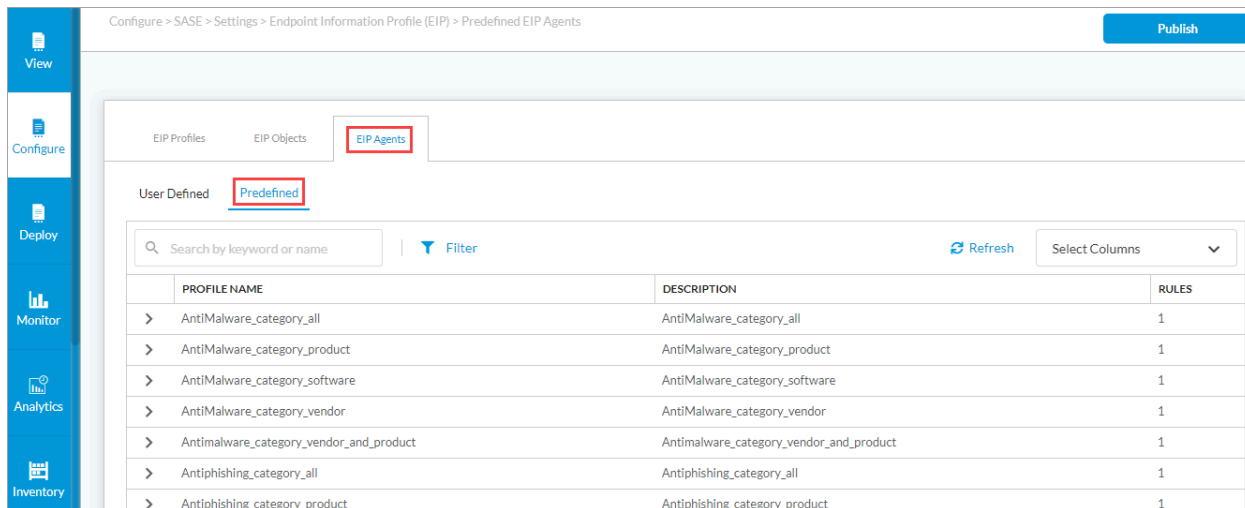 Configure > SASE > Settings > Endpoint Information Profile (EIP) > Predefined EIP Agents
Publish
View
Configure
Deploy
Monitor
Analytics
Inventory
EIP Profiles EIP Objects EIP Agents
User Defined Predefined
Search by keyword or name Filter Refresh Select Columns
PROFILE NAME DESCRIPTION RULES
AntiMalware_category_all AntiMalware_category_all 1
AntiMalware_category_product AntiMalware_category_product 1
AntiMalware_category_software AntiMalware_category_software 1
AntiMalware_category_vendor AntiMalware_category_vendor 1
Antimalware_category_vendor_and_product Antimalware_category_vendor_and_product 1
Antiphishing_category_all Antiphishing_category_all 1
Antiphishing_category_product Antiphishing_category_product 1